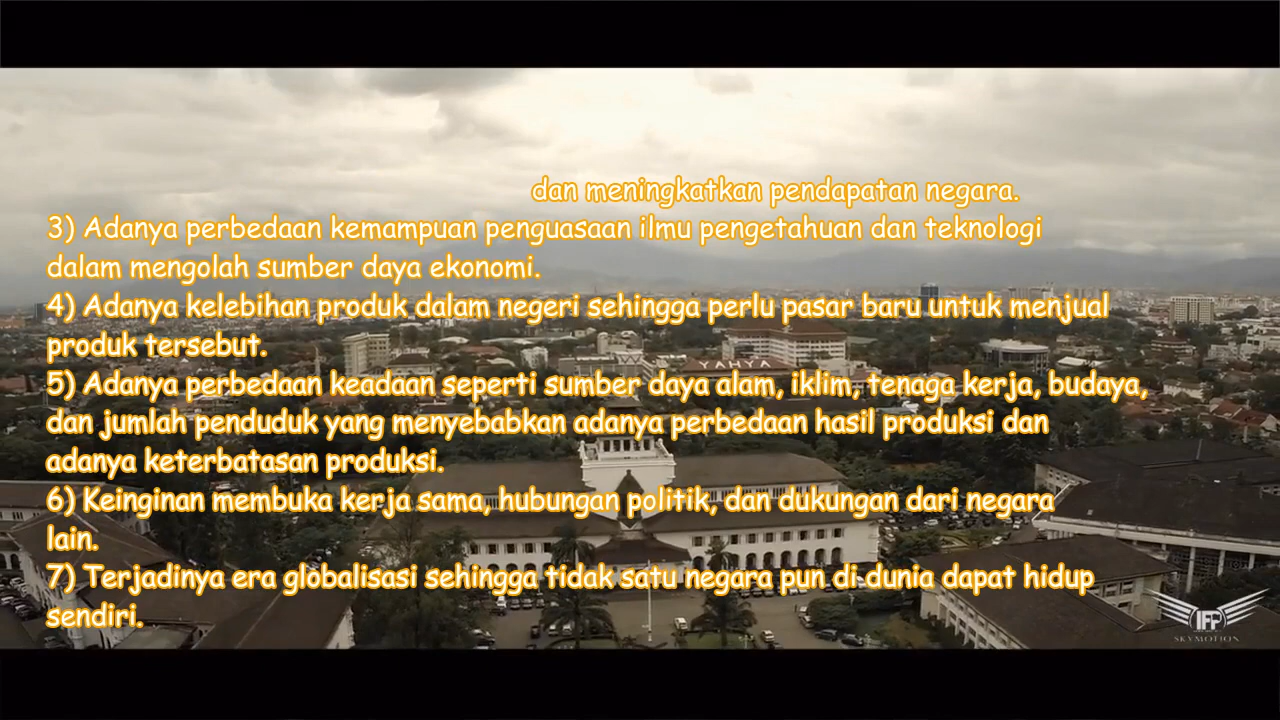 dan meningkatkan pendapatan negara.
3) Adanya perbedaan kemampuan penguasaan ilmu pengetahuan dan teknologi
dalam mengolah sumber daya ekonomi.
4) Adanya kelebihan produk dalam negeri sehingga perlu pasar baru untuk menjual
produk tersebut.
5) Adanya perbedaan keadaan seperti sumber daya alam, iklim, tenaga kerja, budaya,
dan jumlah penduduk yang menyebabkan adanya perbedaan hasil produksi dan
adanya keterbatasan produksi.
6) Keinginan membuka kerja sama, hubungan politik, dan dukungan dari negara
lain.
7) Terjadinya era globalisasi sehingga tidak satu negara pun di dunia dapat hidup
sendiri.
IFP
SKYMOTION